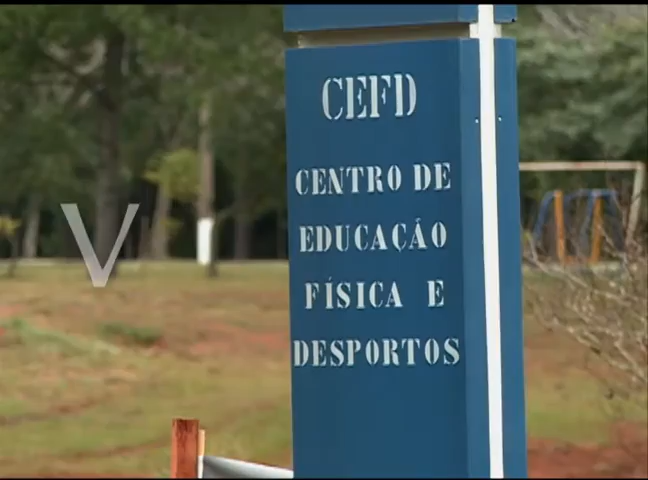 CEFD
CENTRO DE
EDUCAÇÃO
FÍSICA E
DESPORTOS
V